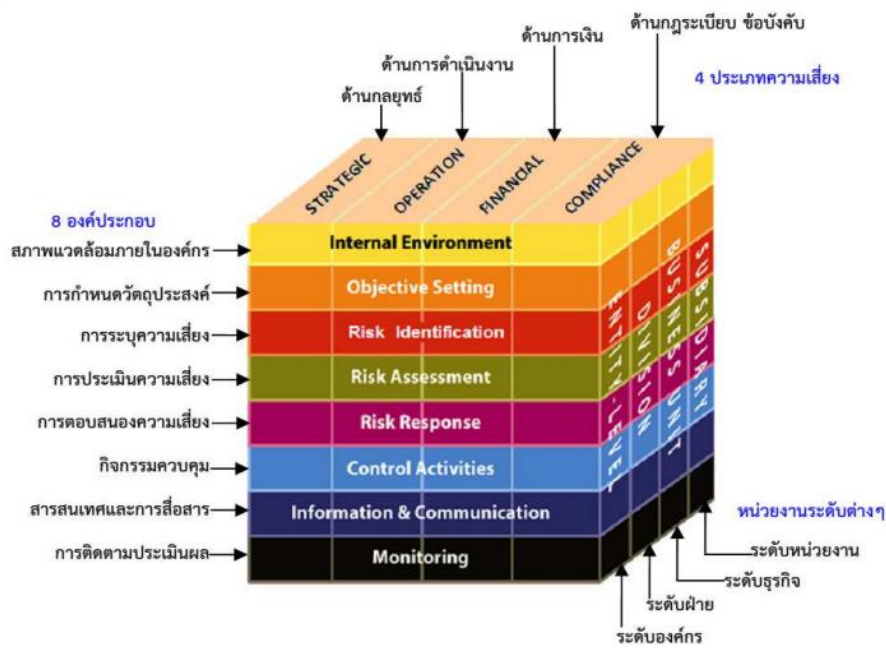 ด้านกฎระเบียบ ข้อบังคับ
ด้านการเงิน
ด้านการดำเนินงาน
ด้านกลยุทธ์
4 ประเภทความเสี่ยง
STRATEGIC
OPERATION
FINANCIAL
COMPLIANCE
8 องค์ประกอบ
สภาพแวดล้อมภายในองค์กร
Internal Environment
การกำหนดวัตถุประสงค์
Objective Setting
การระบุความเสี่ยง
Risk Identification
การประเมินความเสี่ยง
Risk Assessment
การตอบสนองความเสี่ยง
Risk Response
กิจกรรมควบคุม
Control Activities
สารสนเทศและการสื่อสาร
Information & Communication
การติดตามประเมินผล
Monitoring
ENTITY-LEVEL
DIVISION
BUSINESS UNIT
SUBSIDIARY
หน่วยงานระดับต่างๆ
ระดับหน่วยงาน
ระดับธุรกิจ
ระดับฝ่าย
ระดับองค์กร